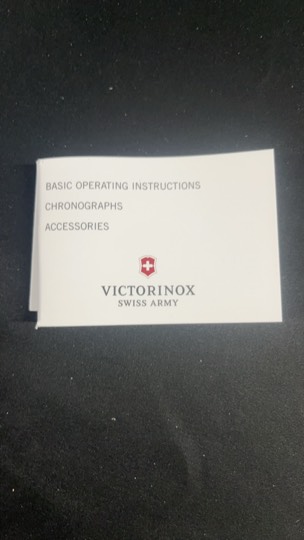 BASIC OPERATING INSTRUCTIONS
CHRONOGRAPHS
ACCESSORIES
VICTORINOX
SWISS ARMY